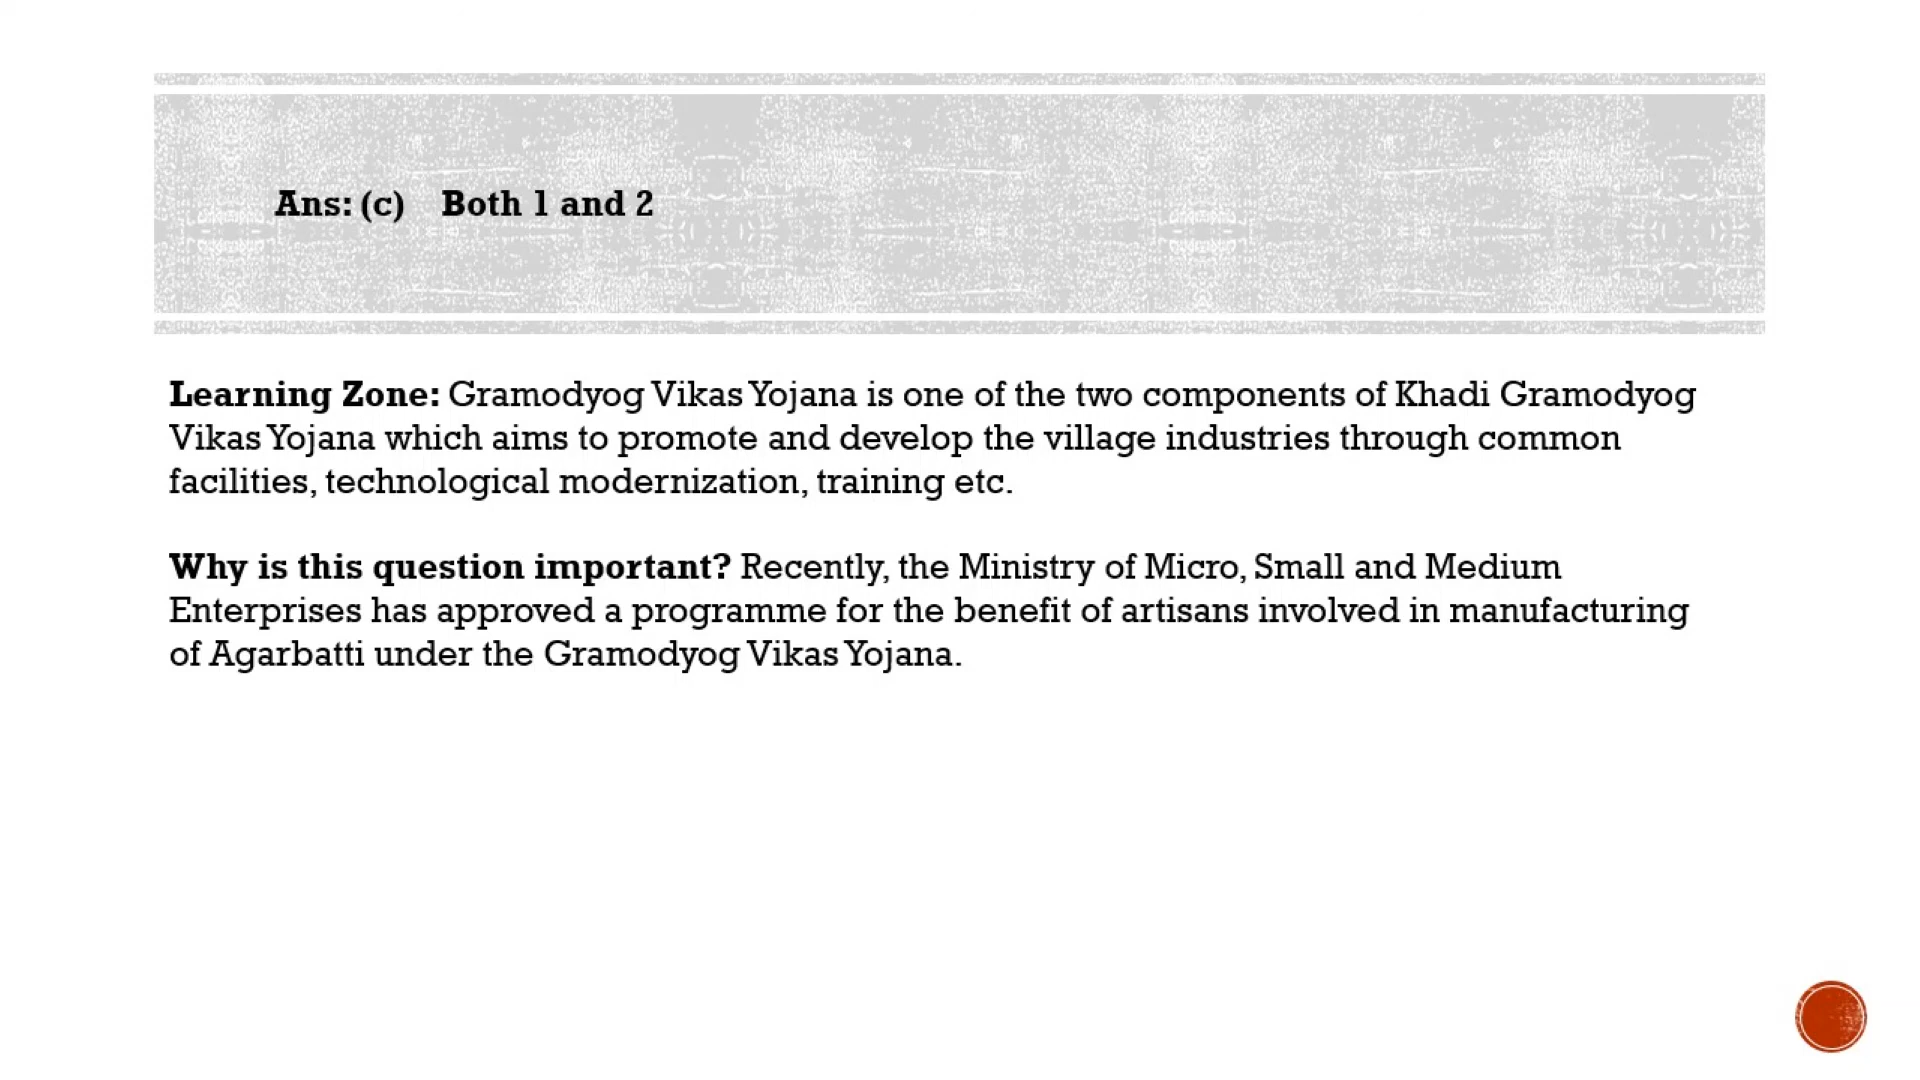 Ans: (c) Both 1 and 2
Learning Zone: Gramodyog Vikas Yojana is one of the two components of Khadi Gramodyog
Vikas Yojana which aims to promote and develop the village industries through common
facilities, technological modernization, training etc.
Why is this question important? Recently, the Ministry of Micro, Small and Medium
Enterprises has approved a programme for the benefit of artisans involved in manufacturing
of Agarbatti under the Gramodyog Vikas Yojana.